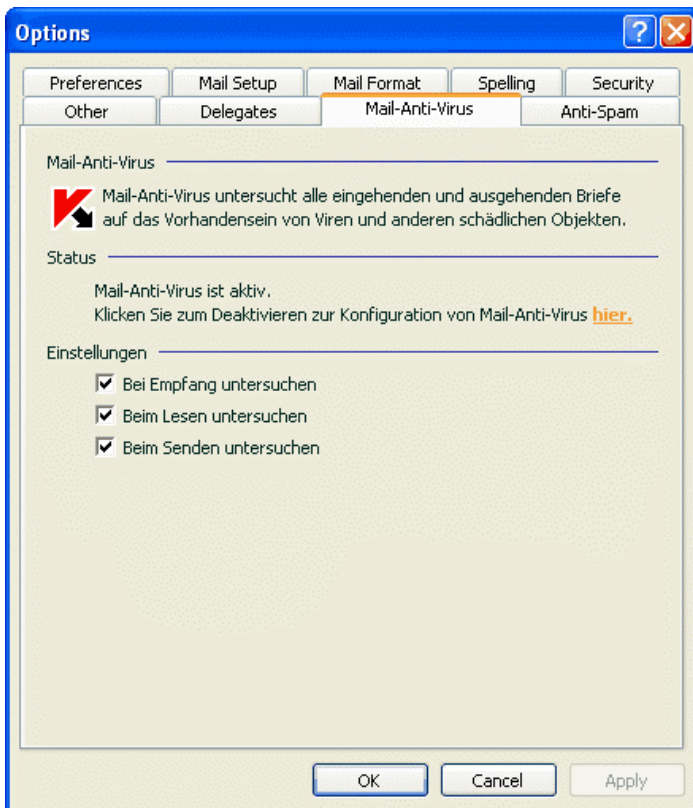 Options
Preferences Mail Setup Mail Format Spelling Security
Other Delegates Mail-Anti-Virus Anti-Spam
Mail-Anti-Virus
Mail-Anti-Virus untersucht alle eingehenden und ausgehenden Briefe
auf das Vorhandensein von Viren und anderen schädlichen Objekten.
Status
Mail-Anti-Virus ist aktiv.
Klicken Sie zum Deaktivieren zur Konfiguration von Mail-Anti-Virus hier.
Einstellungen
Bei Empfang untersuchen
Beim Lesen untersuchen
Beim Senden untersuchen
OK Cancel Apply